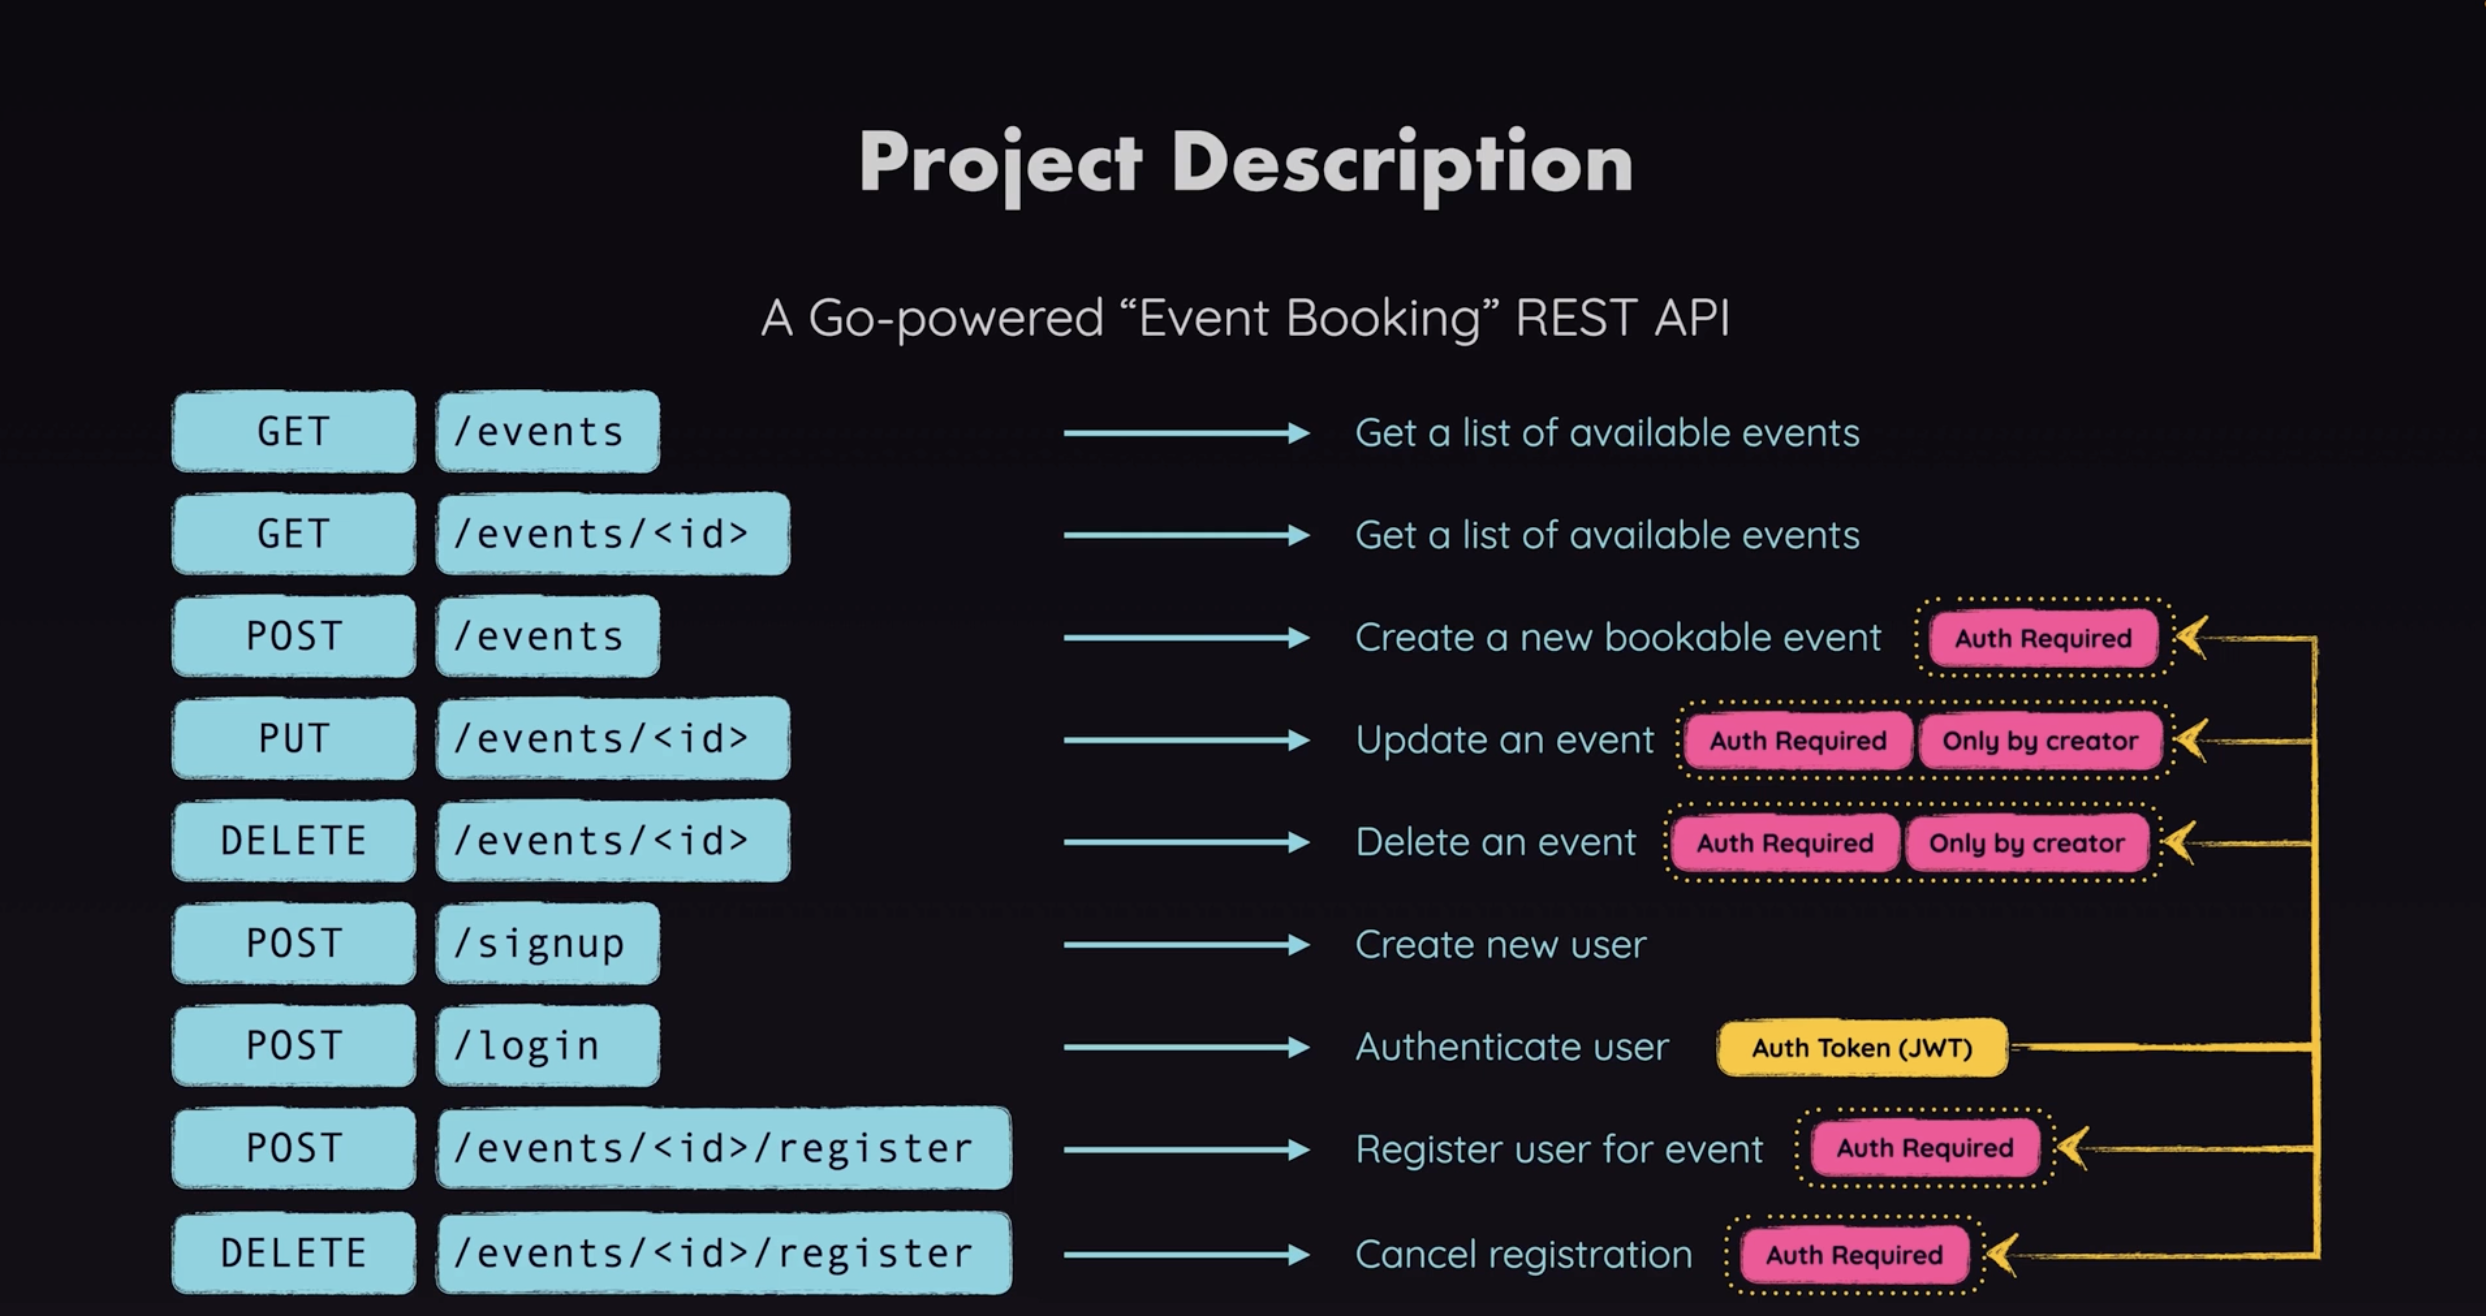 Project Description
A Go-powered “Event Booking” REST API
GET /events Get a list of available events
GET /events/<id> Get a list of available events
POST /events Create a new bookable event Auth Required
PUT /events/<id> Update an event Auth Required Only by creator
DELETE /events/<id> Delete an event Auth Required Only by creator
POST /signup Create new user
POST /login Authenticate user Auth Token (JWT)
POST /events/<id>/register Register user for event Auth Required
DELETE /events/<id>/register Cancel registration Auth Required